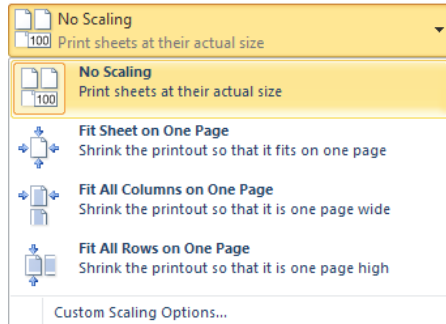 No Scaling
100 Print sheets at their actual size
No Scaling
100 Print sheets at their actual size
Fit Sheet on One Page
Shrink the printout so that it fits on one page
Fit All Columns on One Page
Shrink the printout so that it is one page wide
Fit All Rows on One Page
Shrink the printout so that it is one page high
Custom Scaling Options...